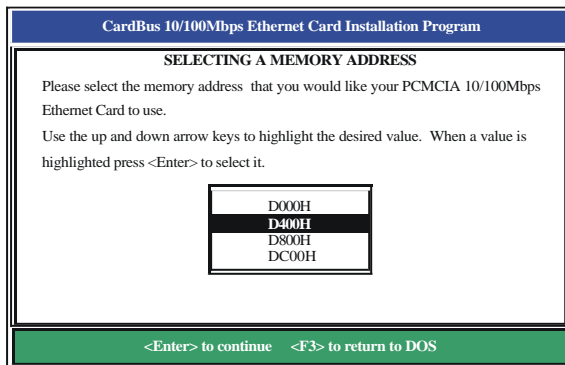 CardBus 10/100Mbps Ethernet Card Installation Program
SELECTING A MEMORY ADDRESS
Please select the memory address that you would like your PCMCIA 10/100Mbps
Ethernet Card to use.
Use the up and down arrow keys to highlight the desired value. When a value is
highlighted press <Enter> to select it.
D000H
D400H
D800H
DC00H
<Enter> to continue <F3> to return to DOS